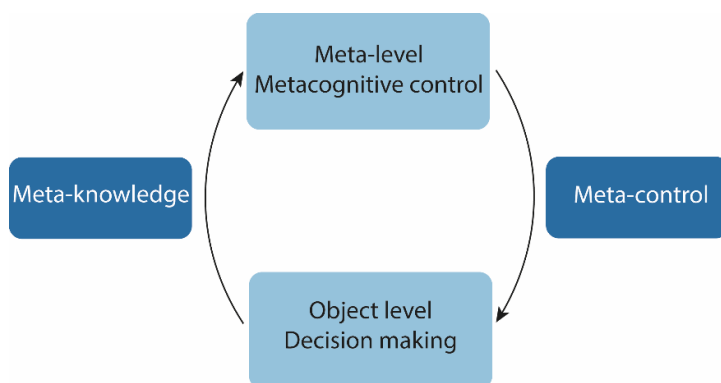 Meta-level
Metacognitive control
Meta-knowledge
Meta-control
Object level
Decision making